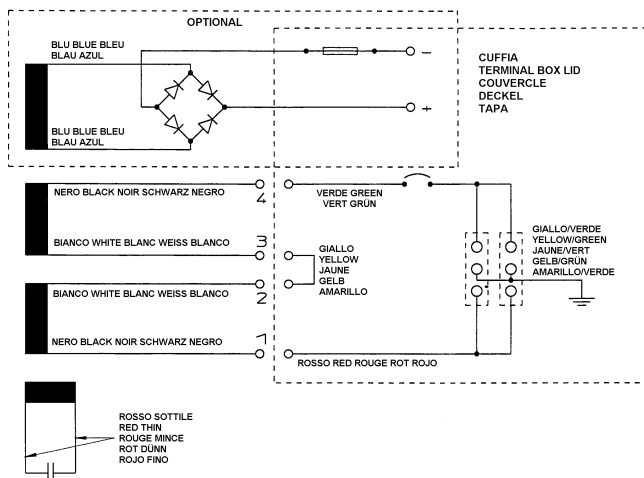 OPTIONAL
BLU BLUE BLEU
BLAU AZUL
CUFFIA
TERMINAL BOX LID
COUVERCLE
DECKEL
TAPA
−
+
BLU BLUE BLEU
BLAU AZUL
NERO BLACK NOIR SCHWARZ NEGRO
4
VERDE GREEN
VERT GRÜN
BIANCO WHITE BLANC WEISS BLANCO
3
GIALLO
YELLOW
JAUNE
GELB
AMARILLO
GIALLO/VERDE
YELLOW/GREEN
JAUNE/VERT
GELB/GRÜN
AMARILLO/VERDE
BIANCO WHITE BLANC WEISS BLANCO
2
NERO BLACK NOIR SCHWARZ NEGRO
1
ROSSO RED ROUGE ROT ROJO
ROSSO SOTTILE
RED THIN
ROUGE MINCE
ROT DÜNN
ROJO FINO